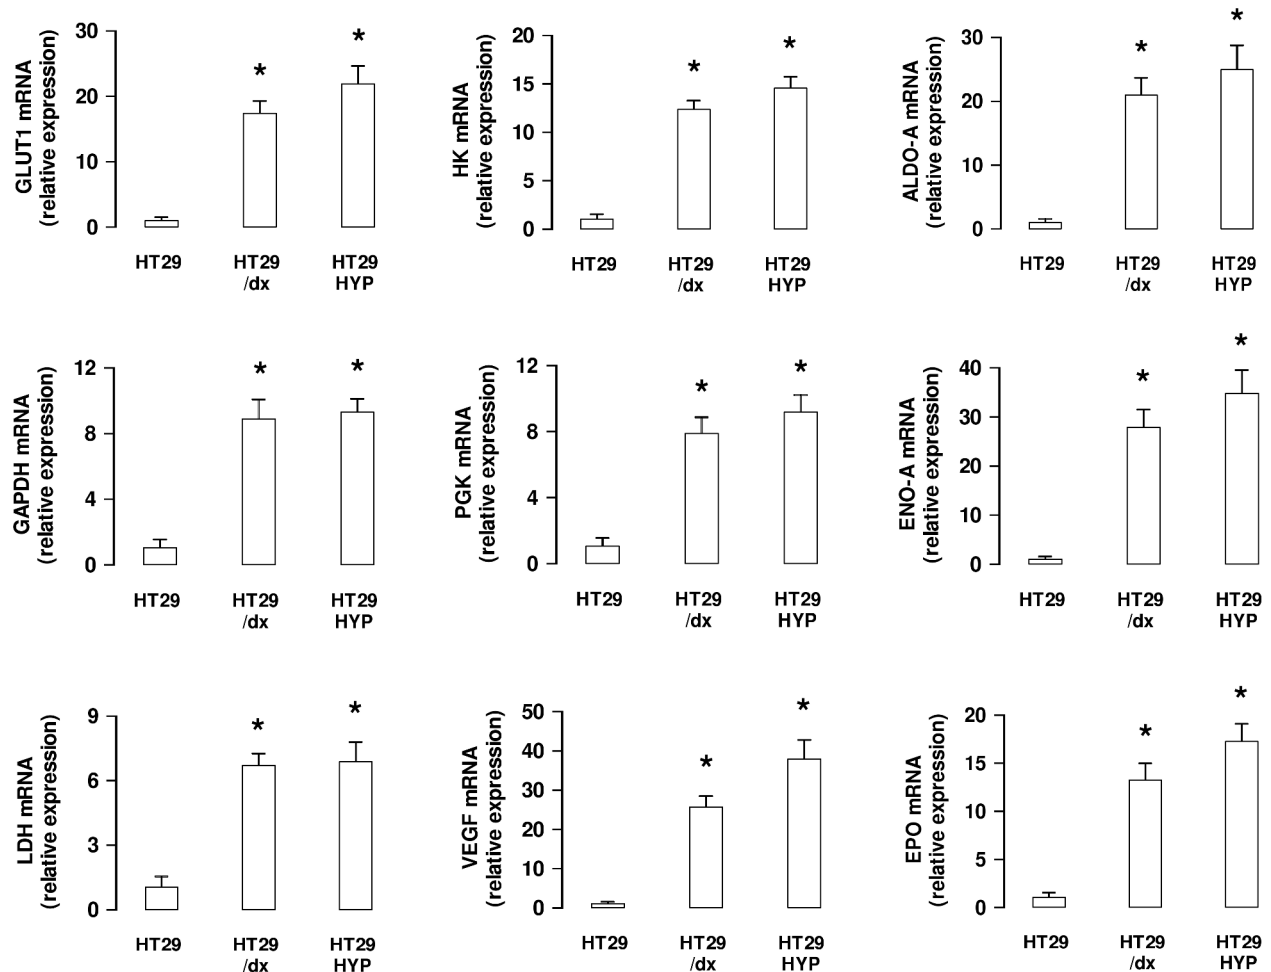 GLUT1 mRNA
(relative expression)
30
20
10
0
*
*
HT29
HT29
/dx
HT29
HYP
HK mRNA
(relative expression)
20
15
10
5
0
*
*
HT29
HT29
/dx
HT29
HYP
ALDO-A mRNA
(relative expression)
30
20
10
0
*
*
HT29
HT29
/dx
HT29
HYP
GAPDH mRNA
(relative expression)
12
8
4
0
*
*
HT29
HT29
/dx
HT29
HYP
PGK mRNA
(relative expression)
12
8
4
0
*
*
HT29
HT29
/dx
HT29
HYP
ENO-A mRNA
(relative expression)
40
30
20
10
0
*
*
HT29
HT29
/dx
HT29
HYP
LDH mRNA
(relative expression)
9
6
3
0
*
*
HT29
HT29
/dx
HT29
HYP
VEGF mRNA
(relative expression)
50
40
30
20
10
0
*
*
HT29
HT29
/dx
HT29
HYP
EPO mRNA
(relative expression)
20
15
10
5
0
*
*
HT29
HT29
/dx
HT29
HYP